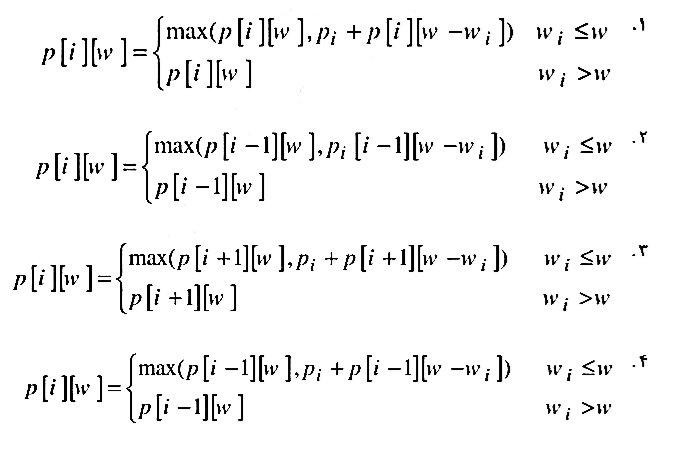 p[i][w]={max(p[i][w], p_i + p[i][w - w_i]) w_i ≤w .۱
p[i][w] w_i >w
p[i][w]={max(p[i -1][w], p_i [i -1][w - w_i]) w_i ≤w .۲
p[i -1][w] w_i >w
p[i][w]={max(p[i +1][w], p_i + p[i +1][w - w_i]) w_i ≤w .۳
p[i +1][w] w_i >w
p[i][w]={max(p[i -1][w], p_i + p[i -1][w - w_i]) w_i ≤w .۴
p[i -1][w] w_i >w